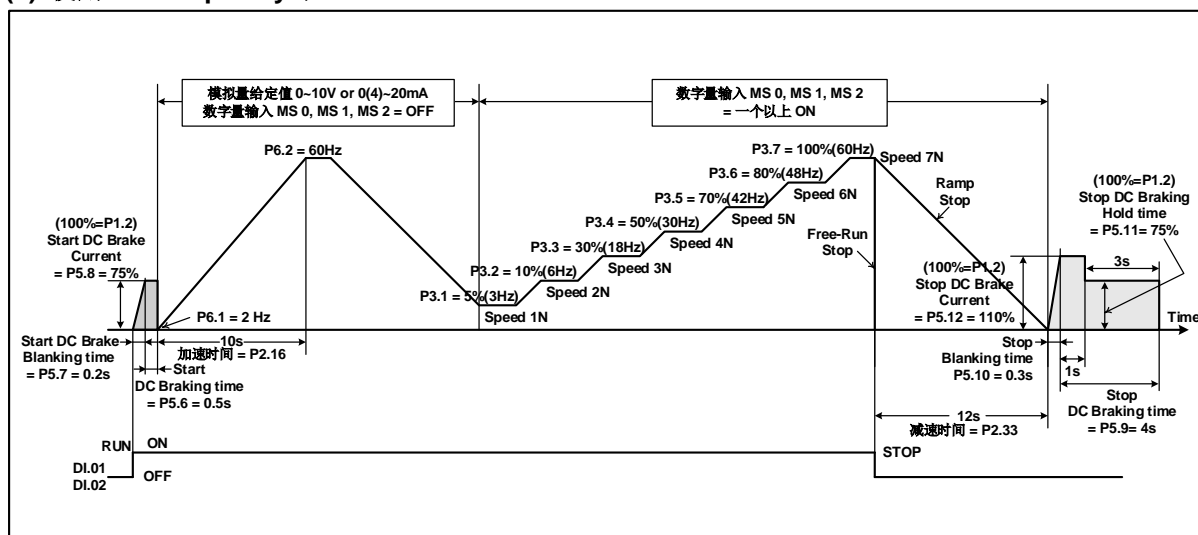 模拟量给定值 0~10V or 0(4)~20mA
数字量输入 MS 0, MS 1, MS 2 = OFF
数字量输入 MS 0, MS 1, MS 2
= 一个以上 ON
P6.2 = 60Hz
P3.7 = 100%(60Hz)
Speed 7N
P3.6 = 80%(48Hz)
Speed 6N
P3.5 = 70%(42Hz)
Speed 5N
P3.4 = 50%(30Hz)
Speed 4N
P3.3 = 30%(18Hz)
Speed 3N
P3.2 = 10%(6Hz)
Speed 2N
P3.1 = 5%(3Hz)
Speed 1N
(100%=P1.2)
Start DC Brake
Current
= P5.8 = 75%
P6.1 = 2 Hz
Ramp
Stop
Free-Run
Stop
(100%=P1.2)
Stop DC Braking
Hold time
= P5.11= 75%
(100%=P1.2)
Stop DC Brake
Current
= P5.12 = 110%
3s
Time
Start DC Brake
Blanking time
= P5.7 = 0.2s
10s
加速时间 = P2.16
Start
DC Braking time
= P5.6 = 0.5s
Stop
Blanking time
P5.10 = 0.3s
1s
Stop
DC Braking time
= P5.9= 4s
12s
减速时间 = P2.33
RUN
ON
STOP
DI.01
DI.02
OFF